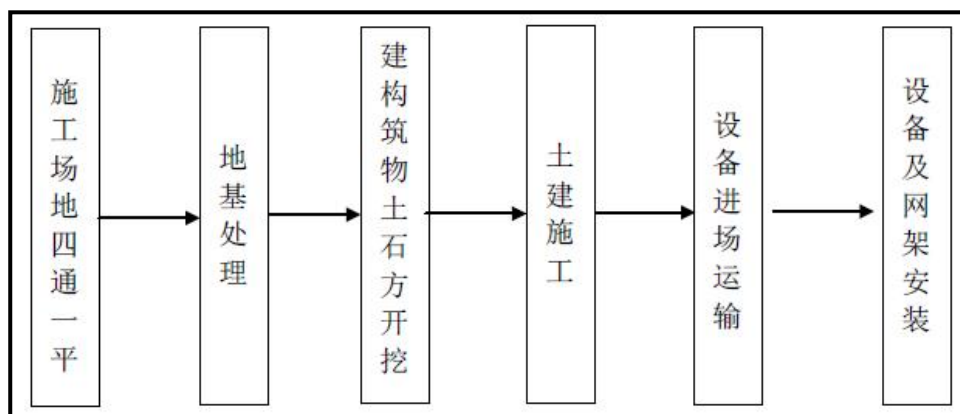 施工场地四通一平
地基处理
建构筑物土石方开挖
土建施工
设备进场运输
设备及网架安装